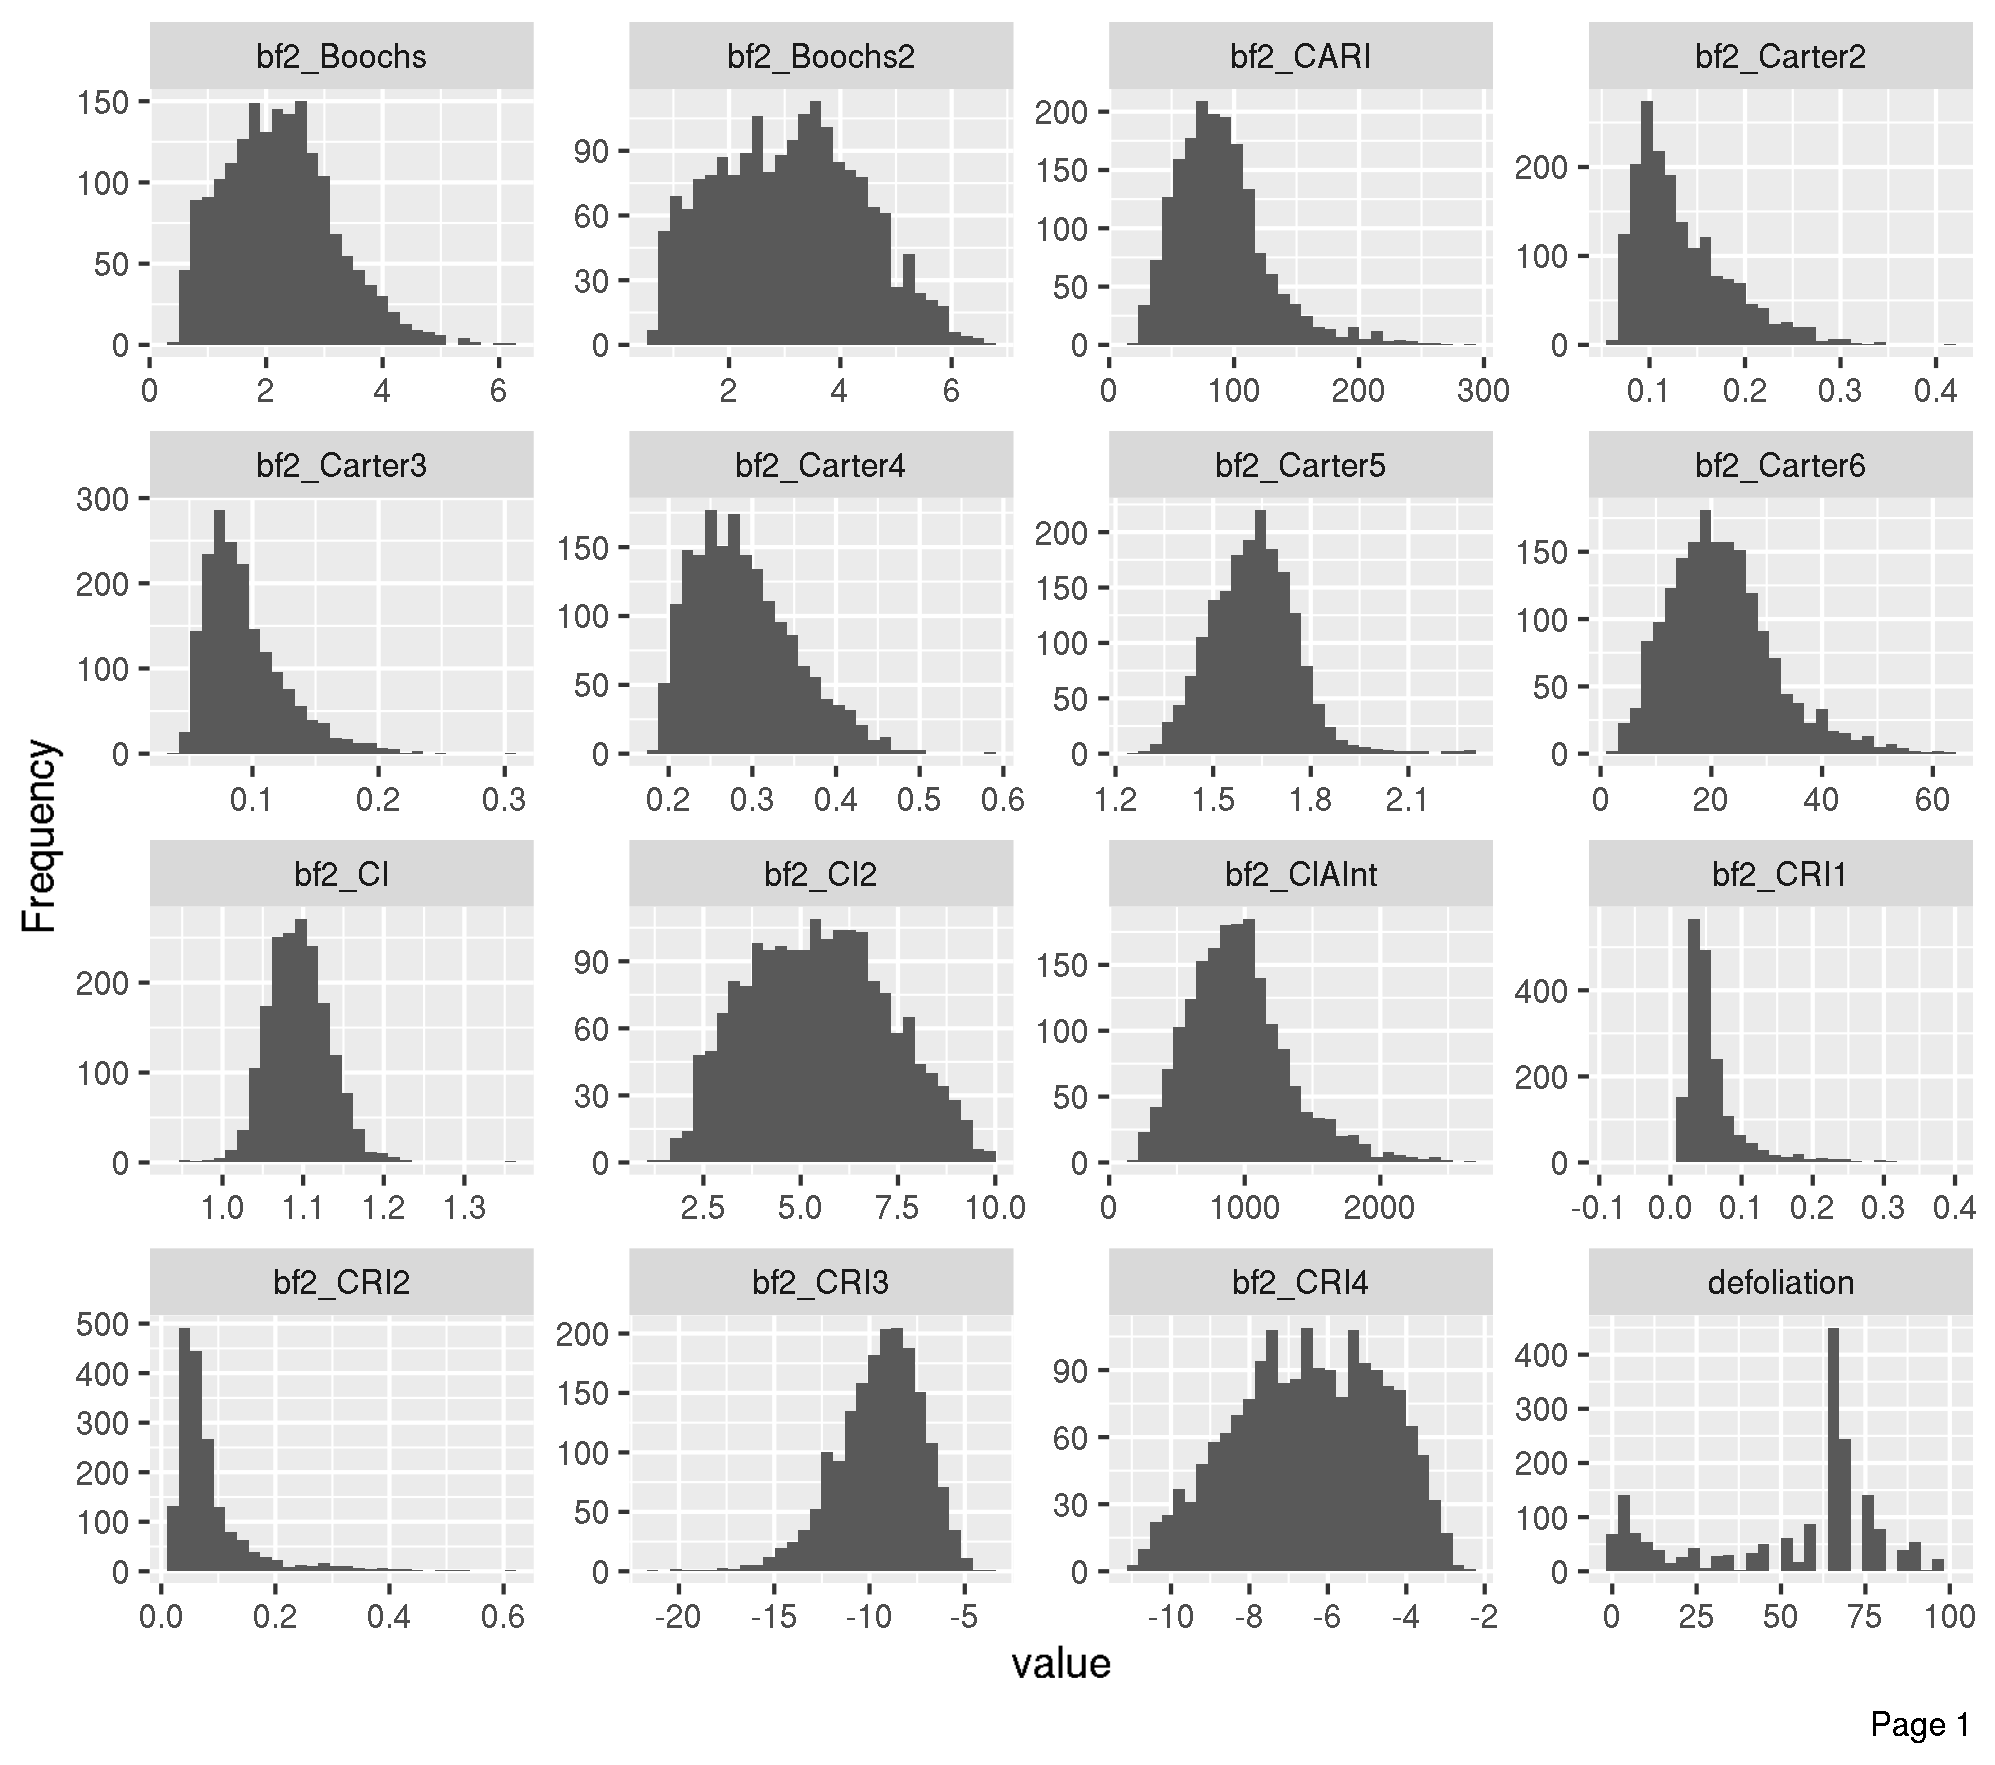 bf2_Boochs
bf2_Boochs2
bf2_CARI
bf2_Carter2
150
100
50
0
0 2 4 6
90
60
30
0
2 4 6
200
150
100
50
0
0 100 200 300
200
100
0
0.1 0.2 0.3 0.4
bf2_Carter3
bf2_Carter4
bf2_Carter5
bf2_Carter6
300
200
100
0
0.1 0.2 0.3
150
100
50
0
0.2 0.3 0.4 0.5 0.6
200
150
100
50
0
1.2 1.5 1.8 2.1
150
100
50
0
0 20 40 60
Frequency
bf2_CI
bf2_CI2
bf2_CIAInt
bf2_CRI1
200
100
0
1.0 1.1 1.2 1.3
90
60
30
0
2.5 5.0 7.5 10.0
150
100
50
0
0 1000 2000
400
200
0
-0.1 0.0 0.1 0.2 0.3 0.4
bf2_CRI2
bf2_CRI3
bf2_CRI4
defoliation
500
400
300
200
100
0
0.0 0.2 0.4 0.6
200
150
100
50
0
-20 -15 -10 -5
90
60
30
0
-10 -8 -6 -4 -2
400
300
200
100
0
0 25 50 75 100
value
Page 1